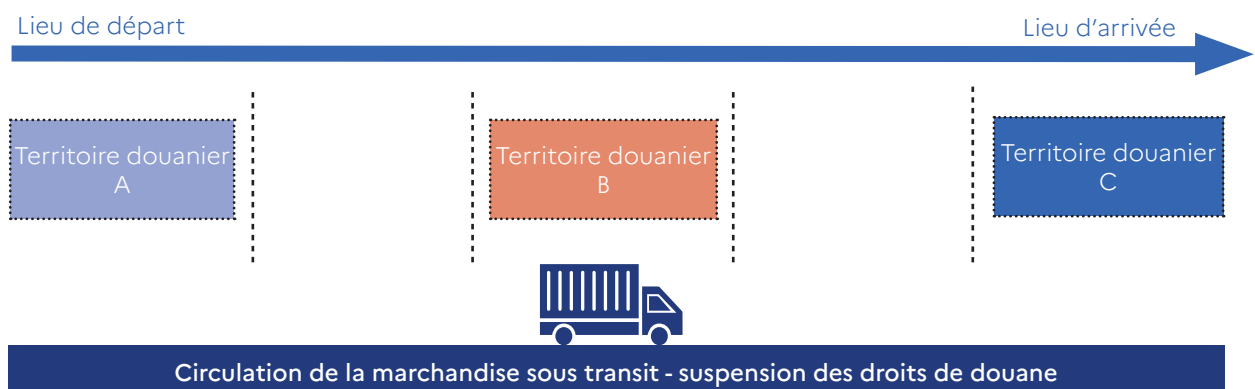 Lieu de départ
Lieu d’arrivée
Territoire douanier
A
Territoire douanier
B
Territoire douanier
C
Circulation de la marchandise sous transit - suspension des droits de douane